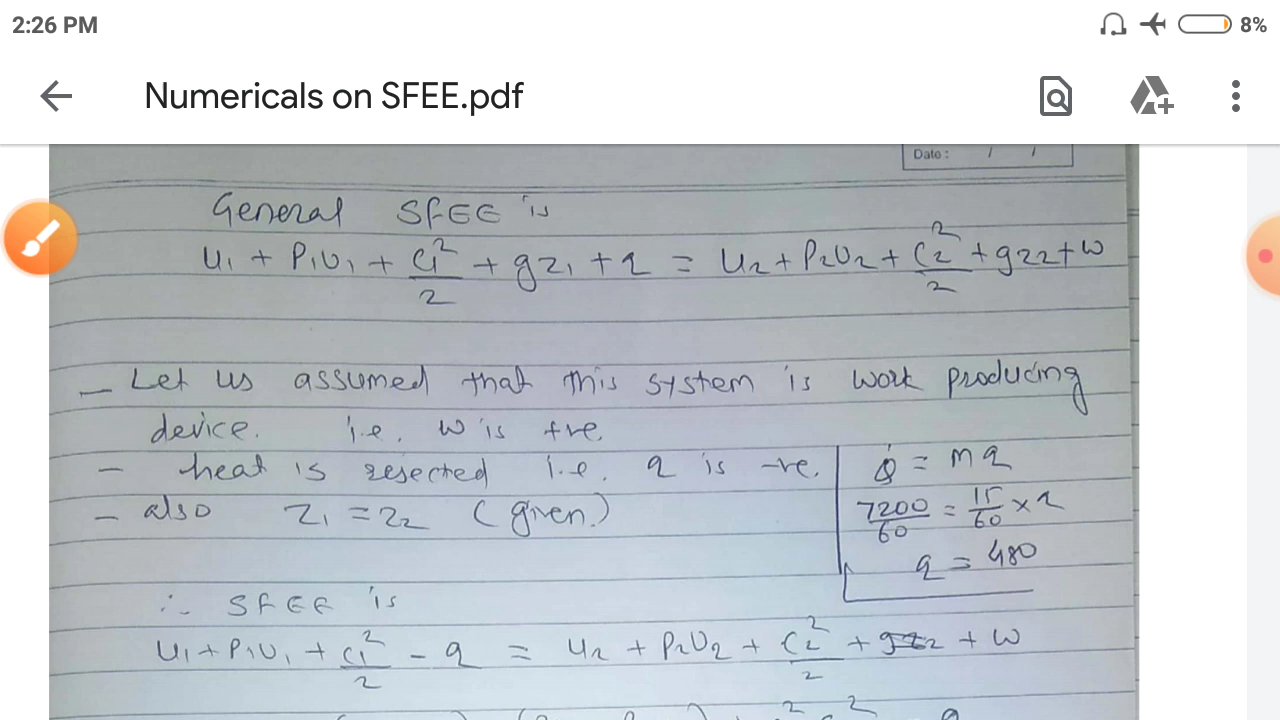 2:26 PM
8%
Numericals on SFEE.pdf
Date : / /
General SFEE is
u₁ + P₁v₁ + C₁²/2 + gz₁ + q = u₂ + P₂v₂ + C₂²/2 + gz₂ + w
– Let us assumed that this system is work producing
device. i.e. w is +ve.
– heat is rejected i.e. q is -ve.
– also z₁ = z₂ (given)
Q̇ = mq
7200/60 = 15/60 × q
q = 480
∴ SFEE is
u₁ + P₁v₁ + C₁²/2 – q = u₂ + P₂v₂ + C₂²/2 + + w